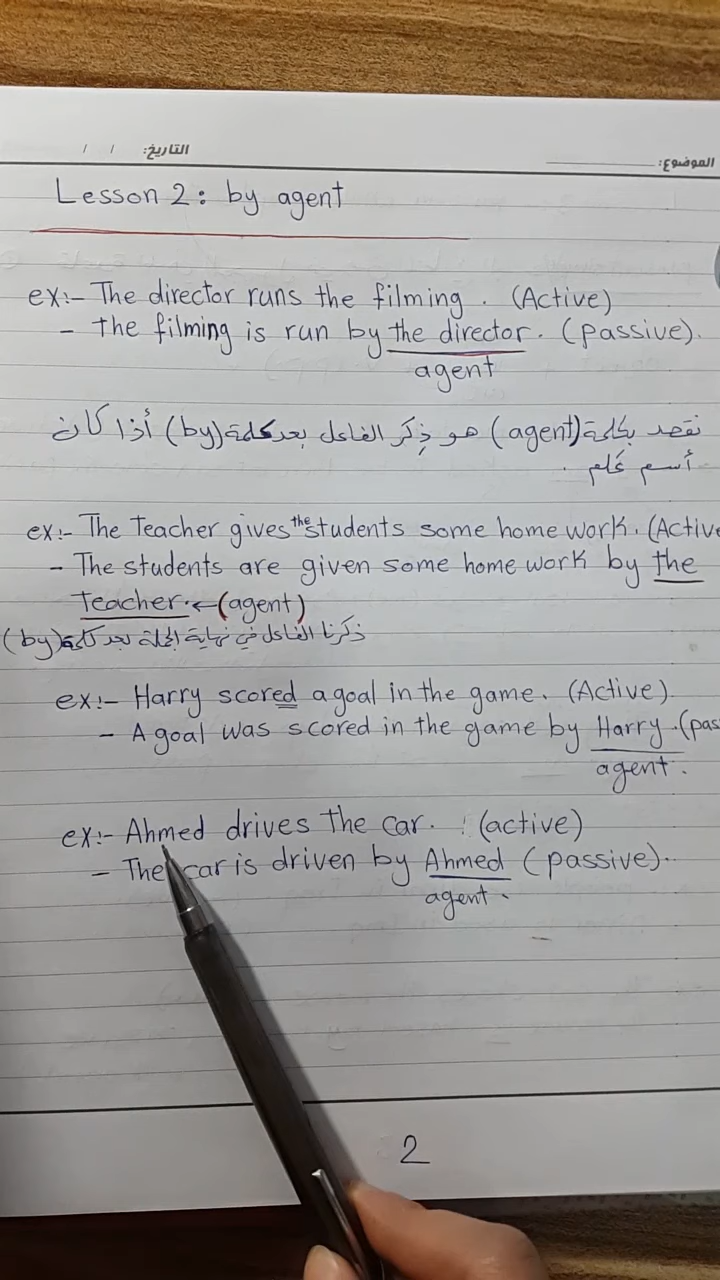 الموضوع: التاريخ: / /
Lesson 2: by agent
ex:- The director runs the filming. (Active)
- The filming is run by the director. (passive).
agent
نقصد بكلمة (agent) هو ذِكر الفاعل بعد كلمة (by) أذا كان
أسم عَلم.
ex:- The Teacher gives the students some home work. (Active
- The students are given some home work by the
Teacher. ← (agent)
ذكرنا الفاعل في نهاية الجملة بعد كلمة (by)
ex:- Harry scored a goal in the game. (Active).
- A goal was scored in the game by Harry. (pas
agent.
ex:- Ahmed drives the car. (active)
- The car is driven by Ahmed (passive).
agent.
2